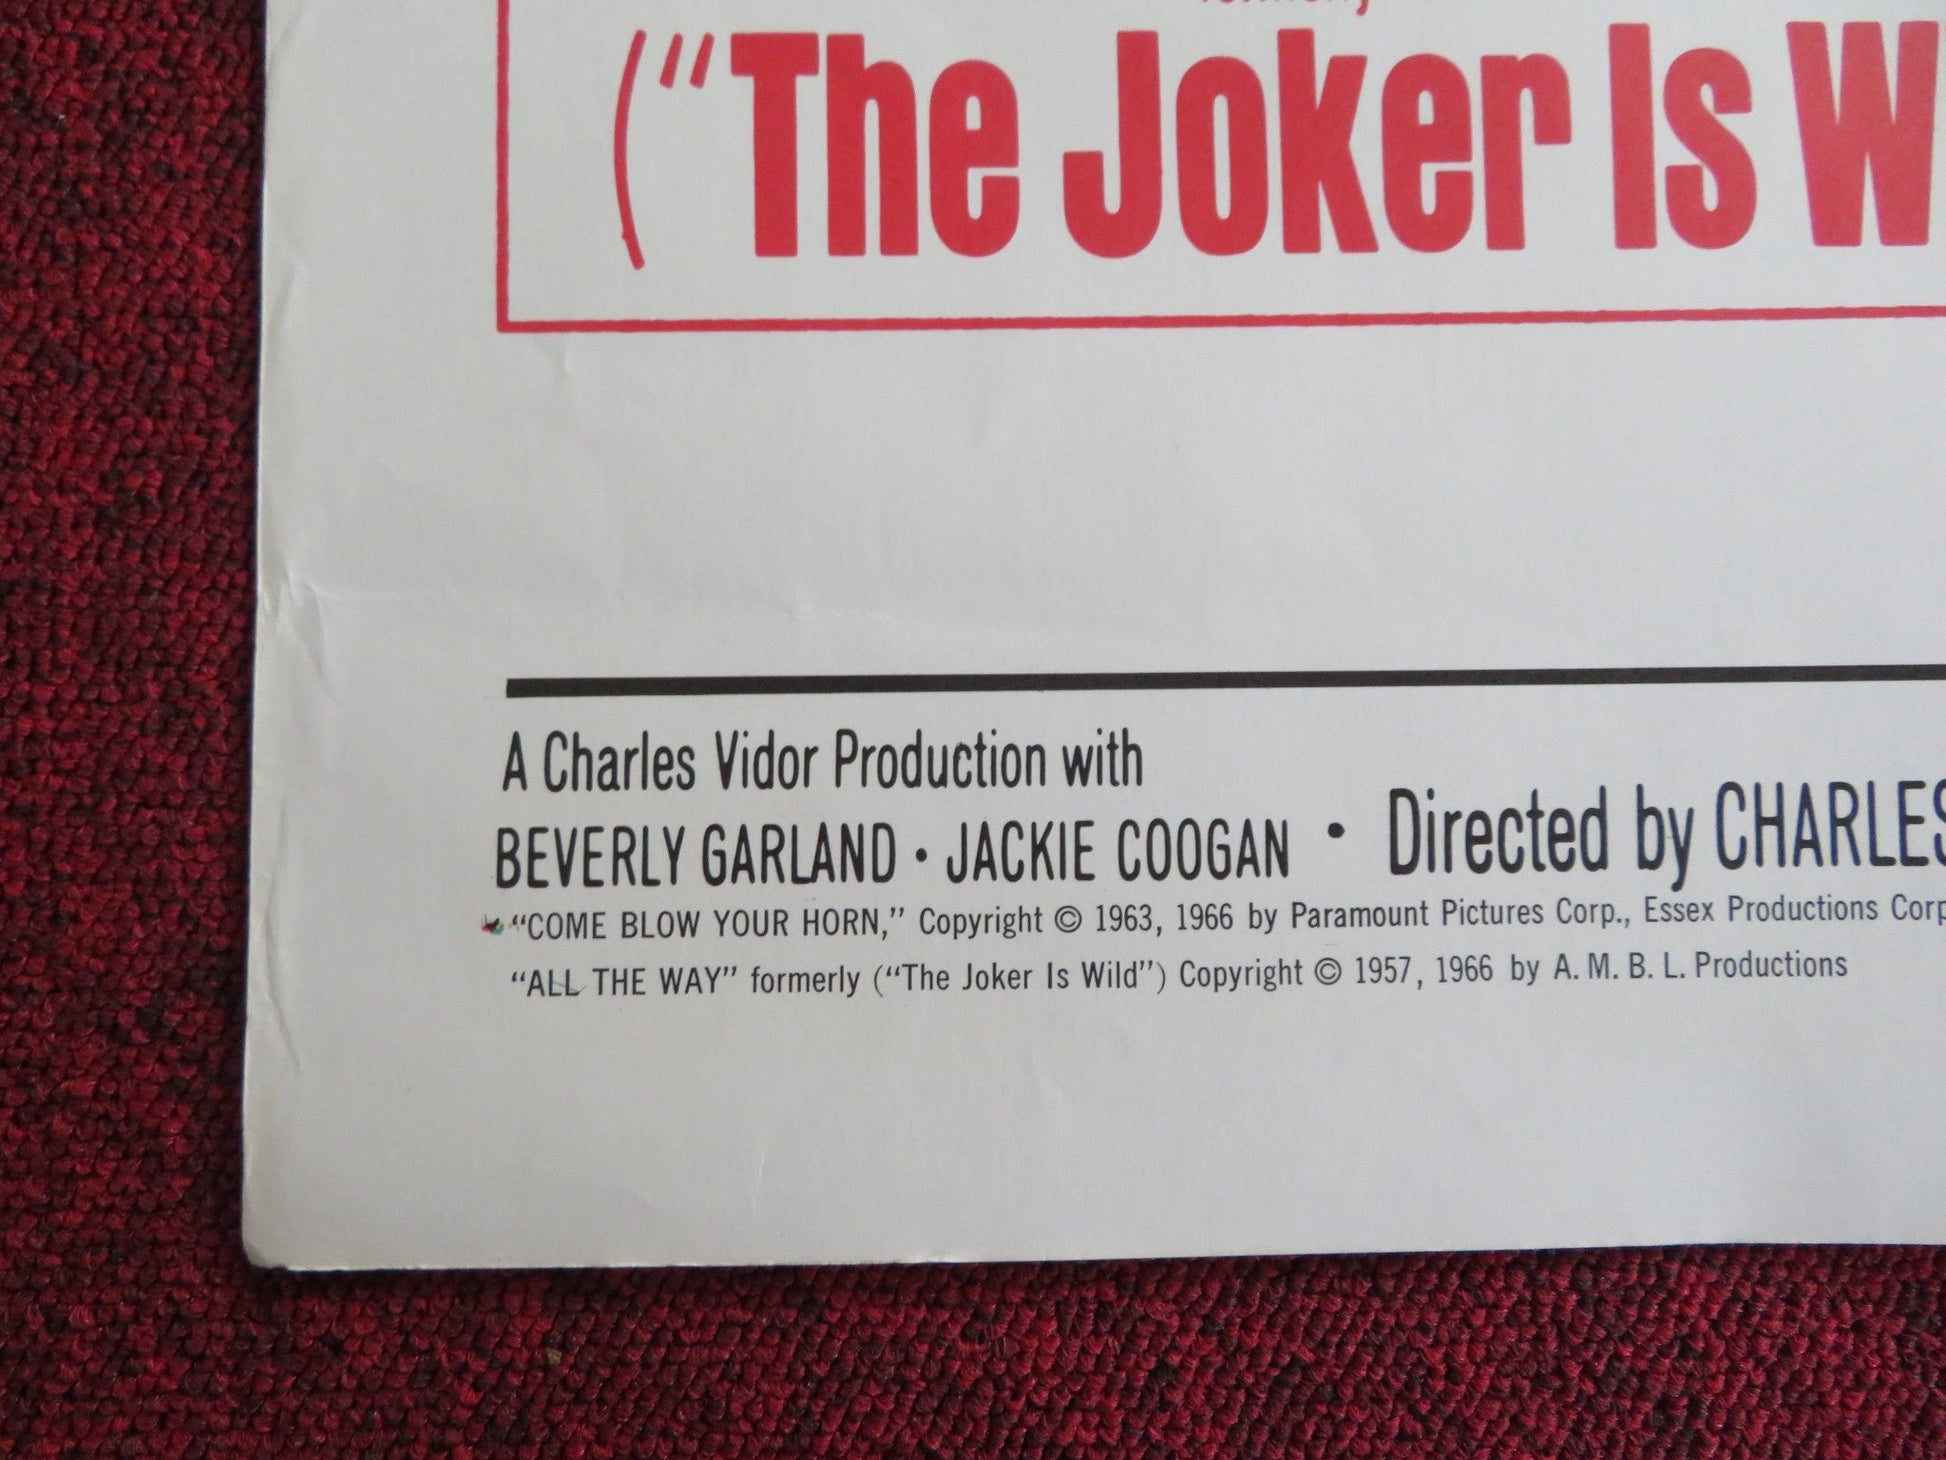 ("The Joker Is W
A Charles Vidor Production with
BEVERLY GARLAND • JACKIE COOGAN • Directed by CHARLES
"COME BLOW YOUR HORN," Copyright © 1963, 1966 by Paramount Pictures Corp., Essex Productions Corp
"ALL THE WAY" formerly ("The Joker Is Wild") Copyright © 1957, 1966 by A. M. B. L. Productions